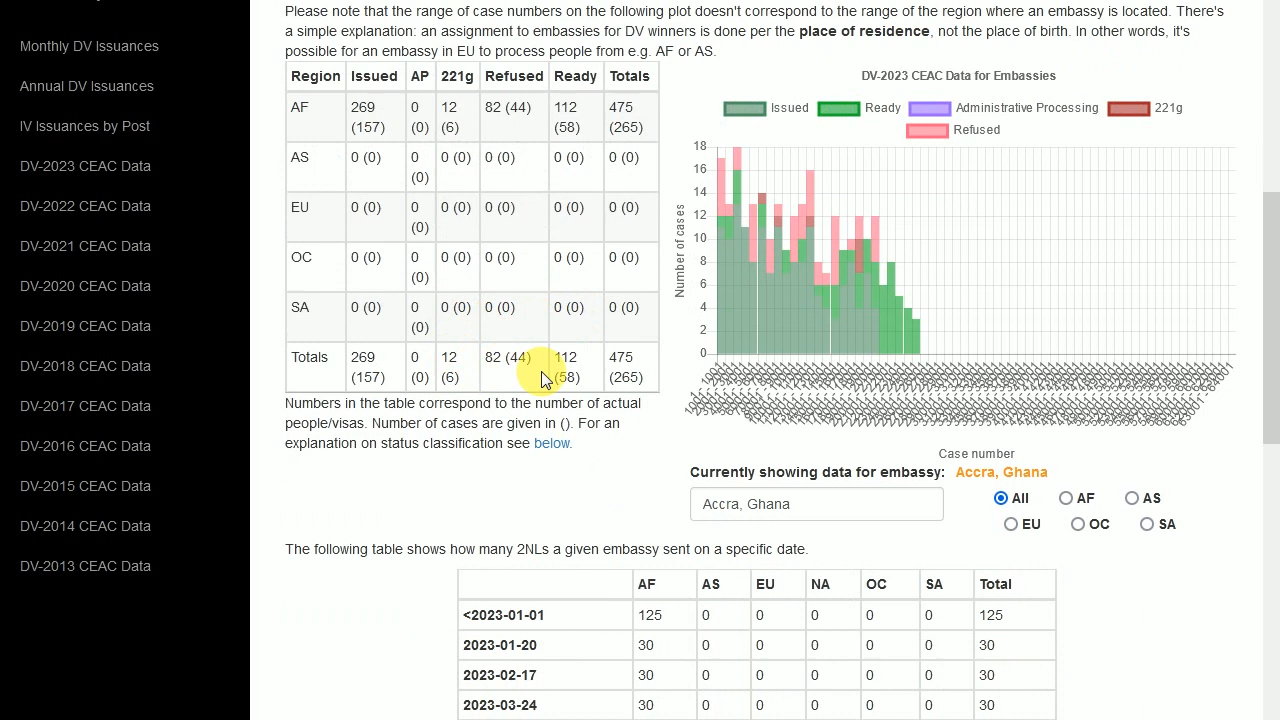 Monthly DV Issuances
Annual DV Issuances
IV Issuances by Post
DV-2023 CEAC Data
DV-2022 CEAC Data
DV-2021 CEAC Data
DV-2020 CEAC Data
DV-2019 CEAC Data
DV-2018 CEAC Data
DV-2017 CEAC Data
DV-2016 CEAC Data
DV-2015 CEAC Data
DV-2014 CEAC Data
DV-2013 CEAC Data
Please note that the range of case numbers on the following plot doesn't correspond to the range of the region where an embassy is located. There's
a simple explanation: an assignment to embassies for DV winners is done per the place of residence, not the place of birth. In other words, it's
possible for an embassy in EU to process people from e.g. AF or AS.
Region Issued AP 221g Refused Ready Totals
AF 269 0 12 82 (44) 112 475
(157) (0) (6) (58) (265)
AS 0 (0) 0 0 (0) 0 (0) 0 (0) 0 (0)
(0)
EU 0 (0) 0 0 (0) 0 (0) 0 (0) 0 (0)
(0)
OC 0 (0) 0 0 (0) 0 (0) 0 (0) 0 (0)
(0)
SA 0 (0) 0 0 (0) 0 (0) 0 (0) 0 (0)
(0)
Totals 269 0 12 82 (44) 112 475
(157) (0) (6) (58) (265)
Numbers in the table correspond to the number of actual
people/visas. Number of cases are given in (). For an
explanation on status classification see below.
DV-2023 CEAC Data for Embassies
Issued Ready Administrative Processing 221g
Refused
Number of cases
18
16
14
12
10
8
6
4
2
0
Case number
Currently showing data for embassy: Accra, Ghana
Accra, Ghana
All AF AS
EU OC SA
The following table shows how many 2NLs a given embassy sent on a specific date.
AF AS EU NA OC SA Total
<2023-01-01 125 0 0 0 0 0 125
2023-01-20 30 0 0 0 0 0 30
2023-02-17 30 0 0 0 0 0 30
2023-03-24 30 0 0 0 0 0 30